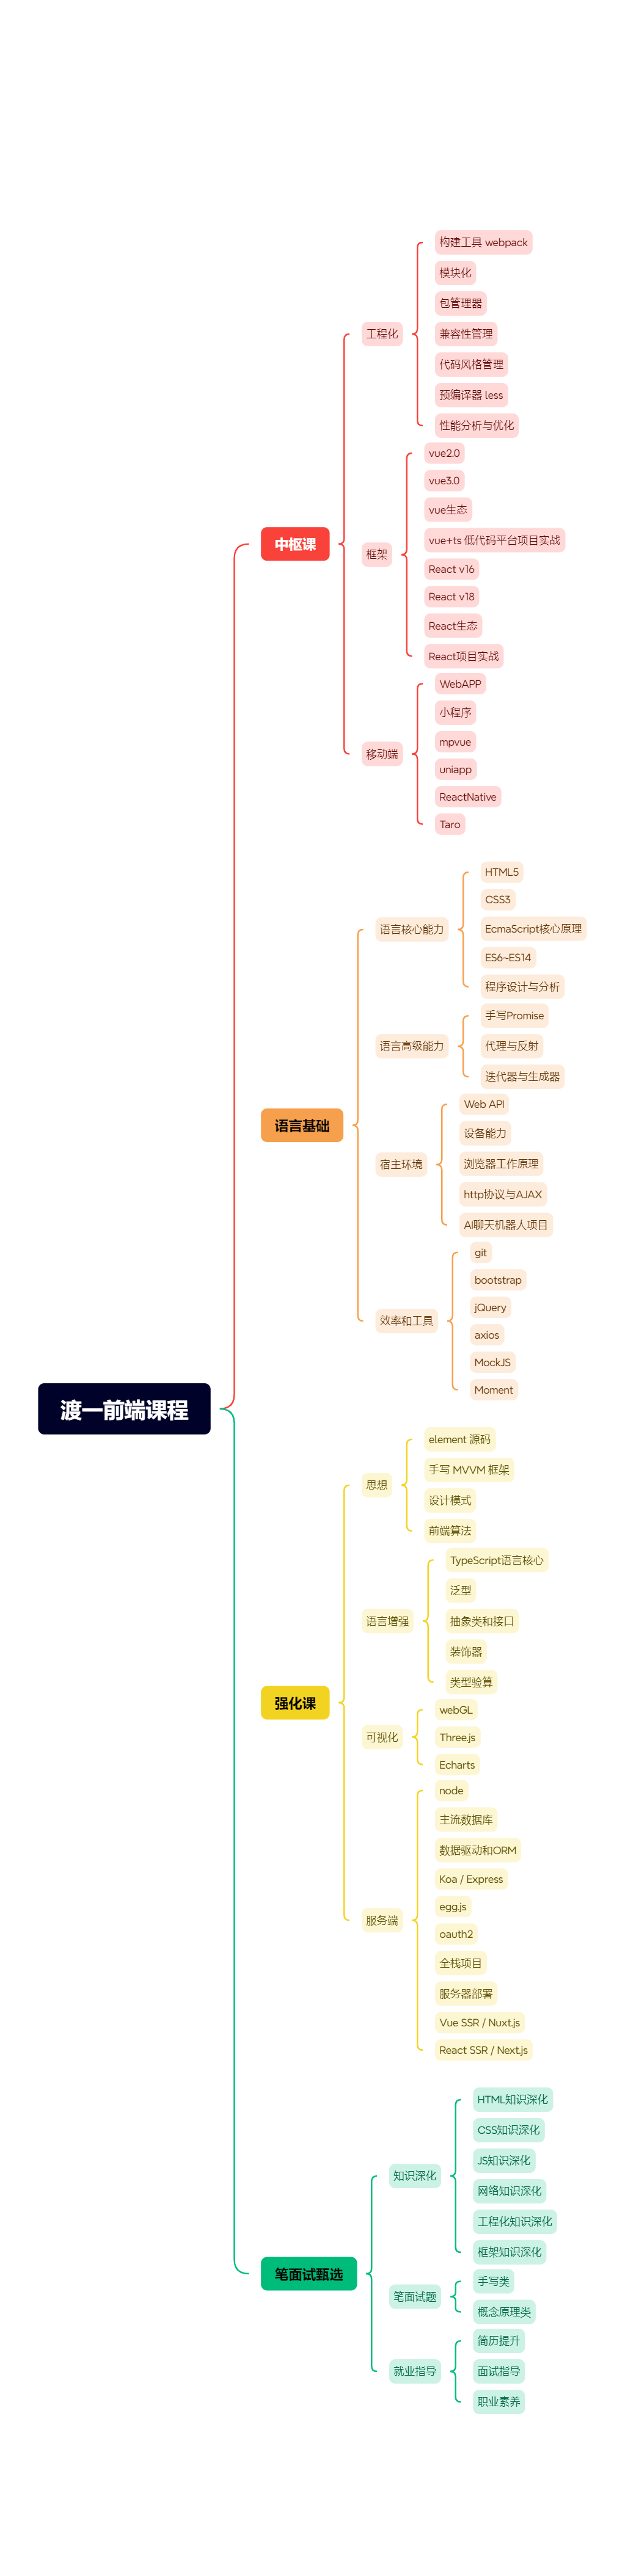 渡一前端课程
中枢课
工程化
构建工具 webpack
模块化
包管理器
兼容性管理
代码风格管理
预编译器 less
性能分析与优化
框架
vue2.0
vue3.0
vue生态
vue+ts 低代码平台项目实战
React v16
React v18
React生态
React项目实战
移动端
WebAPP
小程序
mpvue
uniapp
ReactNative
Taro
语言基础
语言核心能力
HTML5
CSS3
EcmaScript核心原理
ES6~ES14
程序设计与分析
语言高级能力
手写Promise
代理与反射
迭代器与生成器
宿主环境
Web API
设备能力
浏览器工作原理
http协议与AJAX
AI聊天机器人项目
效率和工具
git
bootstrap
jQuery
axios
MockJS
Moment
强化课
思想
element 源码
手写 MVVM 框架
设计模式
前端算法
语言增强
TypeScript语言核心
泛型
抽象类和接口
装饰器
类型验算
可视化
webGL
Three.js
Echarts
服务端
node
主流数据库
数据驱动和ORM
Koa / Express
egg.js
oauth2
全栈项目
服务器部署
Vue SSR / Nuxt.js
React SSR / Next.js
笔面试甄选
知识深化
HTML知识深化
CSS知识深化
JS知识深化
网络知识深化
工程化知识深化
框架知识深化
笔面试题
手写类
概念原理类
就业指导
简历提升
面试指导
职业素养